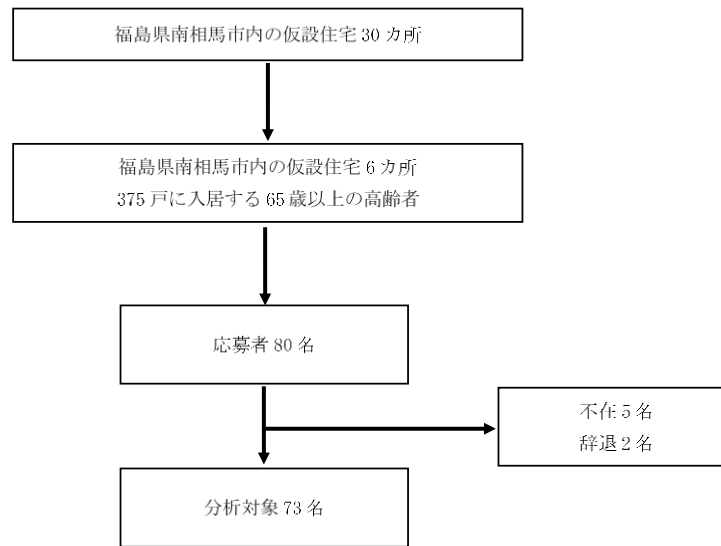 福島県南相馬市内の仮設住宅 30 カ所
福島県南相馬市内の仮設住宅 6 カ所
375 戸に入居する 65 歳以上の高齢者
応募者 80 名
不在 5 名
辞退 2 名
分析対象 73 名